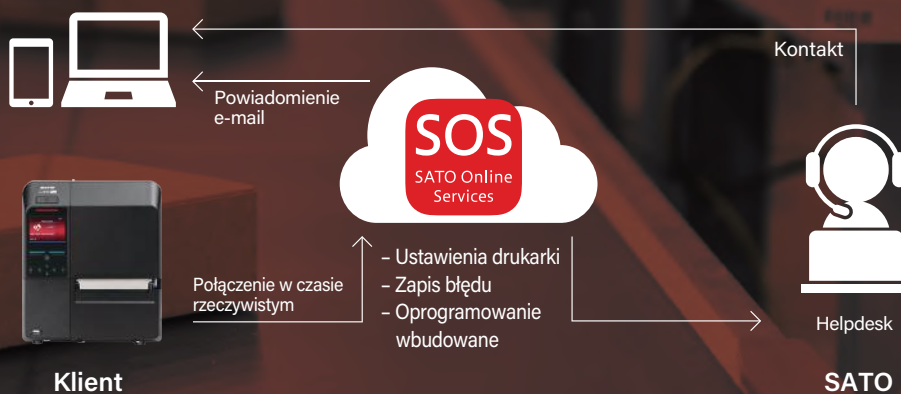 Kontakt
Powiadomienie
e-mail
SOS
SATO Online
Services
Połączenie w czasie
rzeczywistym
– Ustawienia drukarki
– Zapis błędu
– Oprogramowanie
wbudowane
Helpdesk
Klient
SATO